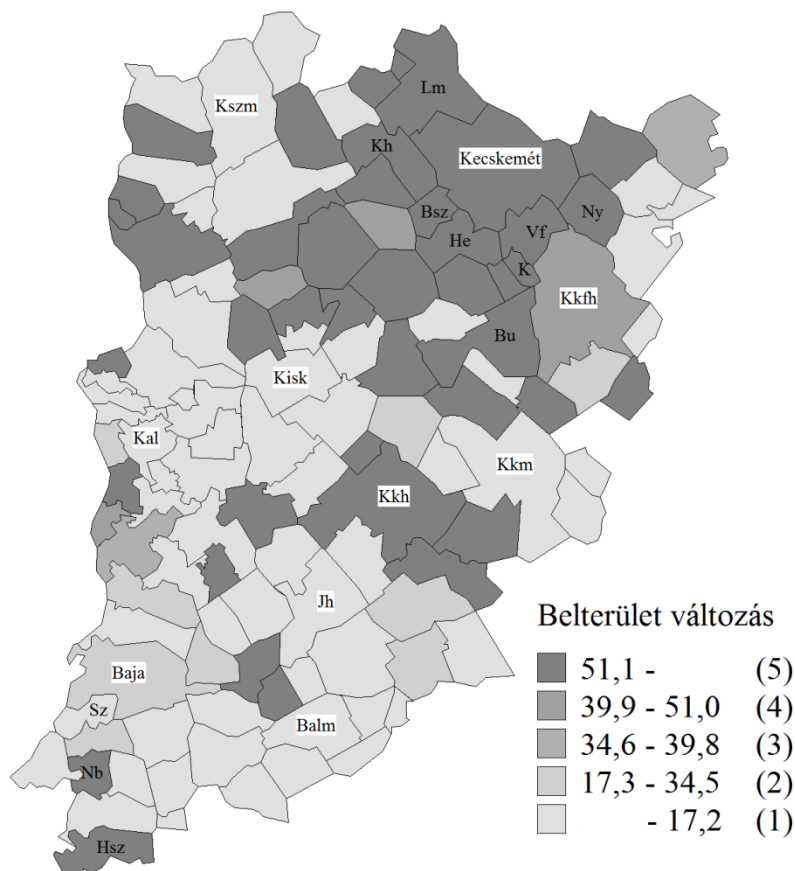 Lm
Kszm
Kh
Kecskemét
Bsz
Ny
He
Vf
K
Kkfh
Bu
Kisk
Kal
Kkm
Kkh
Jh
Baja
Sz
Balm
Nb
Hsz
Belterület változás
51,1 - (5)
39,9 - 51,0 (4)
34,6 - 39,8 (3)
17,3 - 34,5 (2)
- 17,2 (1)